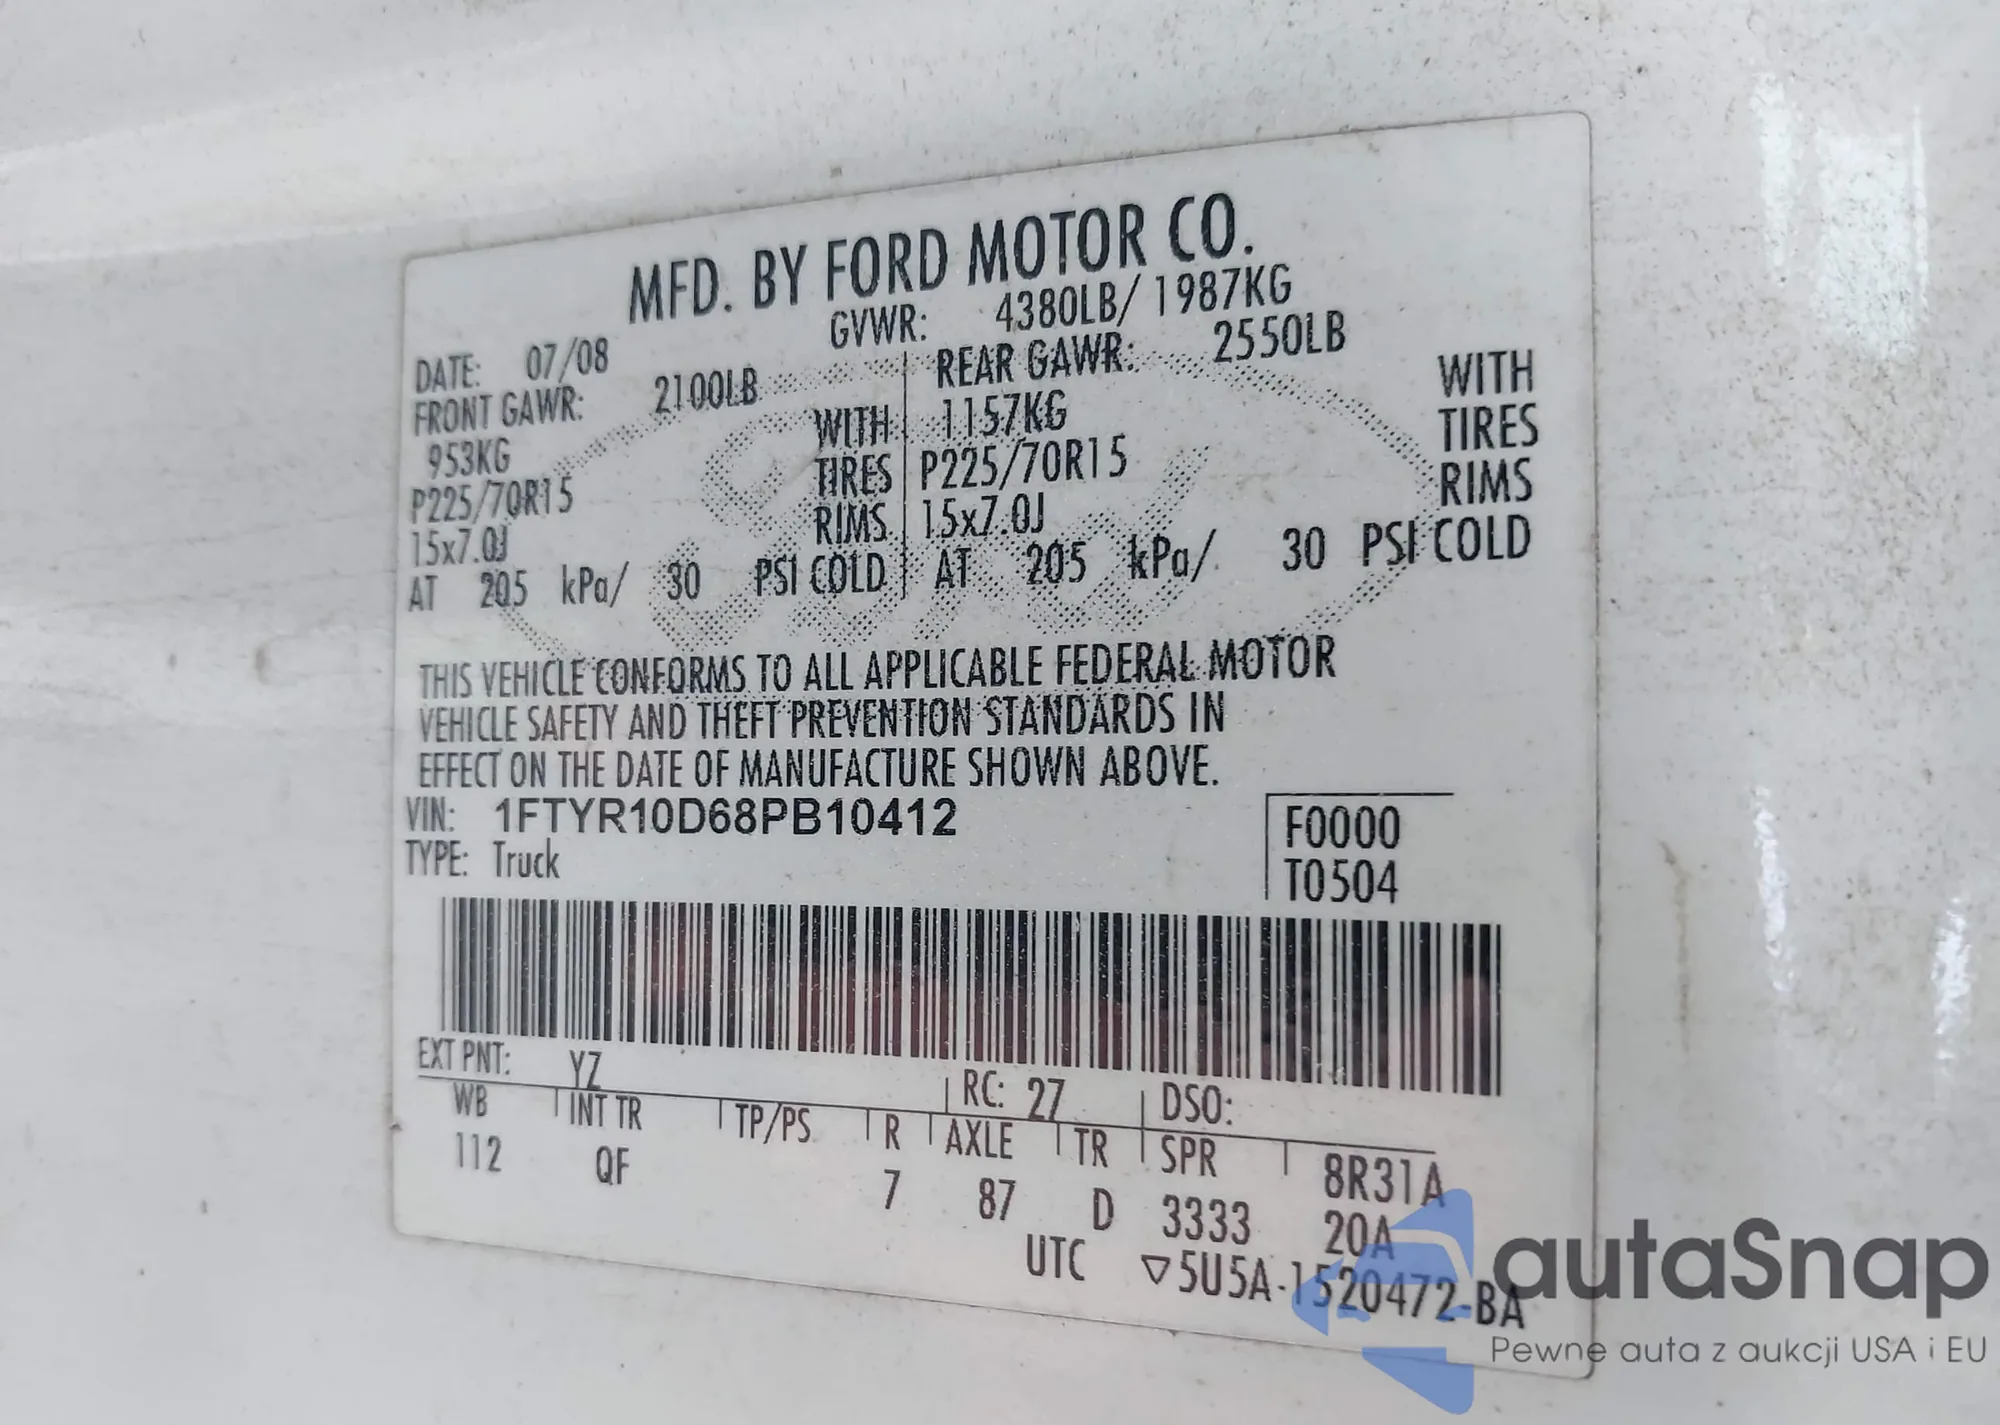 MFD. BY FORD MOTOR CO.
DATE: 07/08 GVWR: 4380LB/ 1987KG
FRONT GAWR: 2100LB REAR GAWR: 2550LB
953KG WITH 1157KG WITH
P225/70R15 TIRES P225/70R15 TIRES
15x7.0J RIMS 15x7.0J RIMS
AT 205 kPa/ 30 PSI COLD AT 205 kPa/ 30 PSI COLD
THIS VEHICLE CONFORMS TO ALL APPLICABLE FEDERAL MOTOR
VEHICLE SAFETY AND THEFT PREVENTION STANDARDS IN
EFFECT ON THE DATE OF MANUFACTURE SHOWN ABOVE.
VIN: 1FTYR10D68PB10412 F0000
TYPE: Truck T0504
EXT PNT: YZ RC: 27 DSO:
WB INT TR TP/PS R AXLE TR SPR 8R31A
112 QF 7 87 D 3333 20A
UTC ▽5U5A-1520472-BA
autaSnap
Pewne auta z aukcji USA i EU